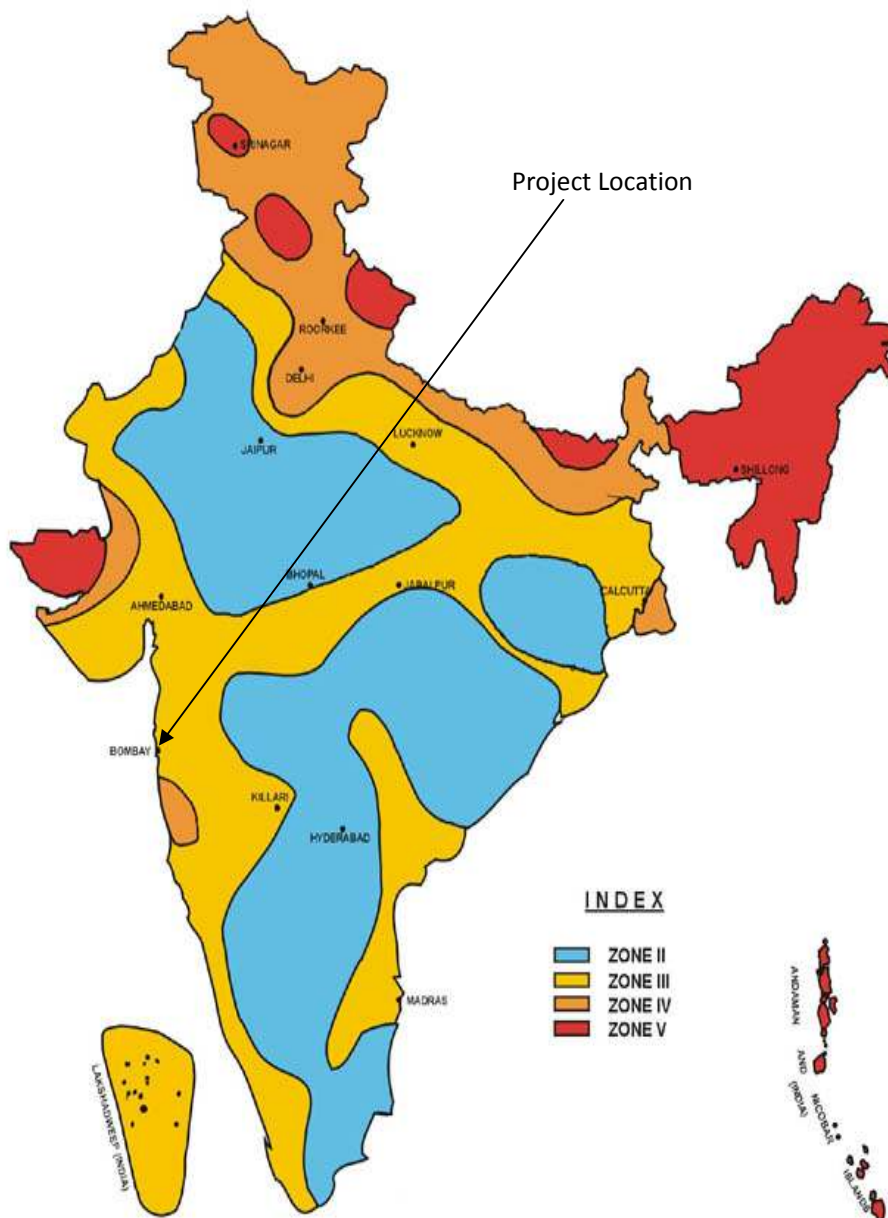 SRINAGAR
Project Location
ROORKEE
DELHI
LUCKNOW
JAIPUR
SHILLONG
BHOPAL
JABALPUR
AHMEDABAD
CALCUTTA
BOMBAY
KILLARI
HYDERABAD
INDEX
ZONE II
ZONE III
ZONE IV
ZONE V
MADRAS
LAKSHADWEEP (INDIA)
ANDAMAN
AND
(INDIA)
NICOBAR
ISLANDS